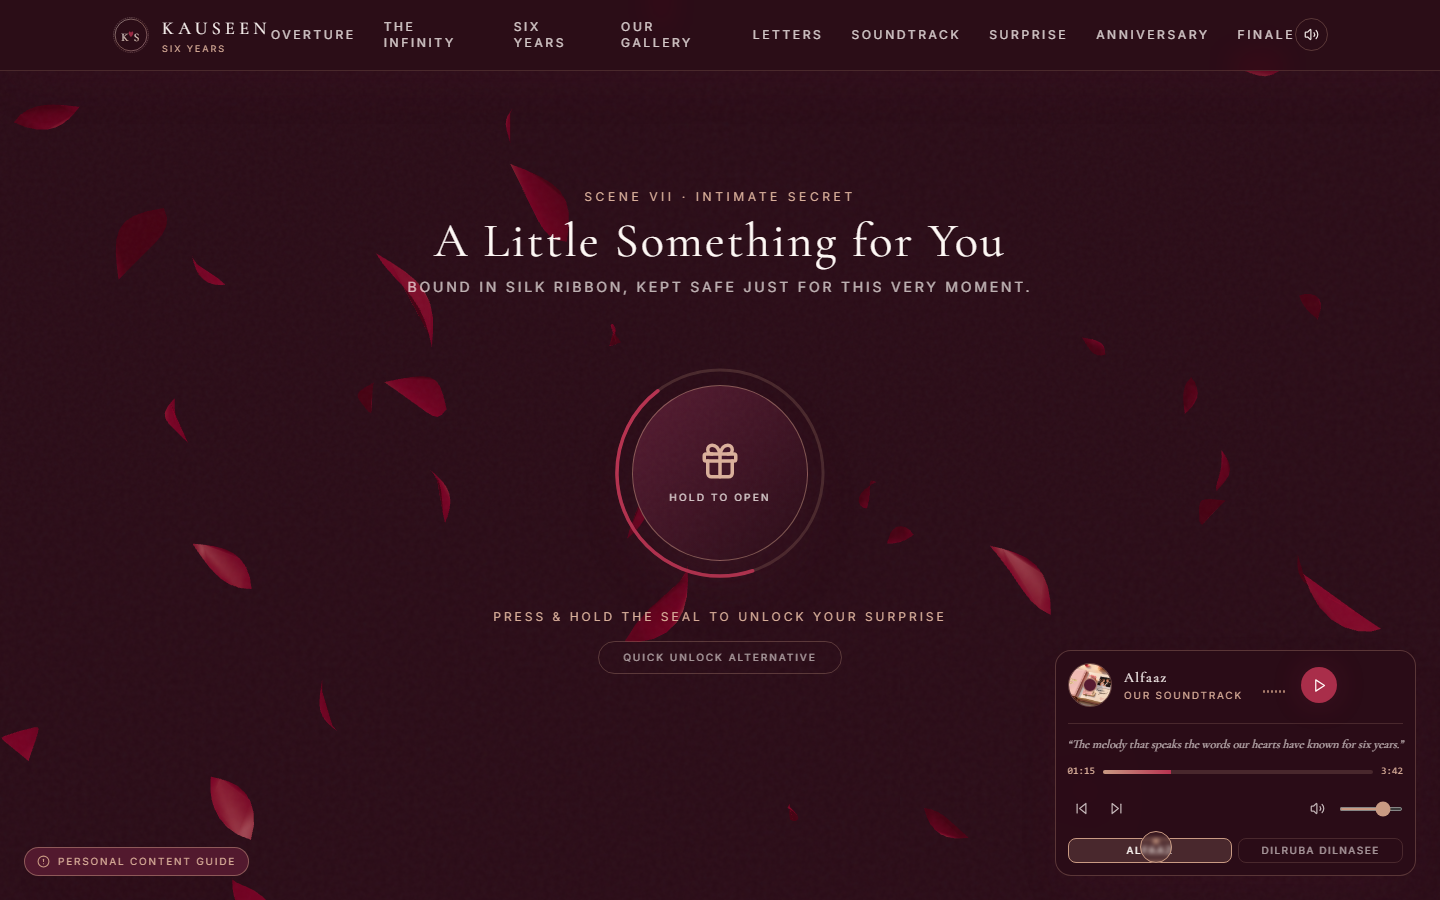 K♥S
KAUSEEN
SIX YEARS
OVERTURE
THE INFINITY
SIX YEARS
OUR GALLERY
LETTERS
SOUNDTRACK
SURPRISE
ANNIVERSARY
FINALE
SCENE VII · INTIMATE SECRET
A Little Something for You
BOUND IN SILK RIBBON, KEPT SAFE JUST FOR THIS VERY MOMENT.
HOLD TO OPEN
PRESS & HOLD THE SEAL TO UNLOCK YOUR SURPRISE
QUICK UNLOCK ALTERNATIVE
Alfaaz
OUR SOUNDTRACK
“The melody that speaks the words our hearts have known for six years.”
01:15
3:42
DILRUBA DILNASEE
PERSONAL CONTENT GUIDE